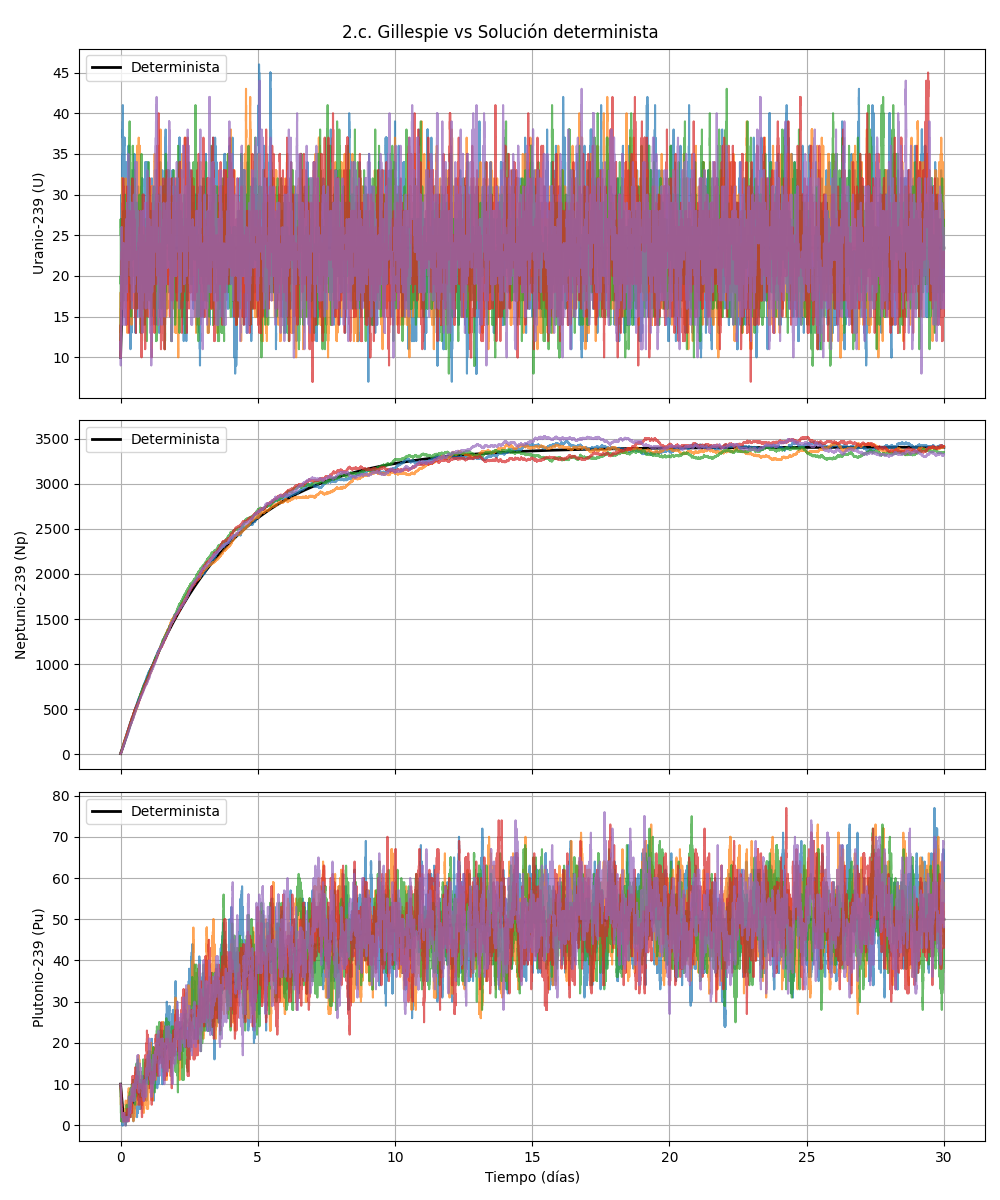 2.c. Gillespie vs Solución determinista
Determinista
45
40
35
30
25
20
15
10
Uranio-239 (U)
Determinista
3500
3000
2500
2000
1500
1000
500
0
Neptunio-239 (Np)
Determinista
80
70
60
50
40
30
20
10
0
Plutonio-239 (Pu)
0 5 10 15 20 25 30
Tiempo (días)